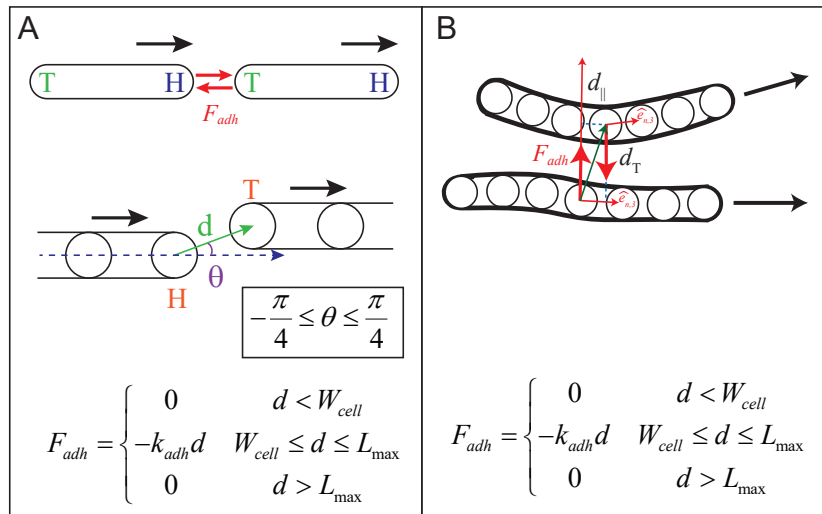 A
T H T H
F_adh
T
d
θ
H
-π/4 ≤ θ ≤ π/4
F_adh = { 0 d < W_cell
-k_adh d W_cell ≤ d ≤ L_max
0 d > L_max
B
d_∥
ê_n,3
F_adh
d_T
ê_n,3
F_adh = { 0 d < W_cell
-k_adh d W_cell ≤ d ≤ L_max
0 d > L_max